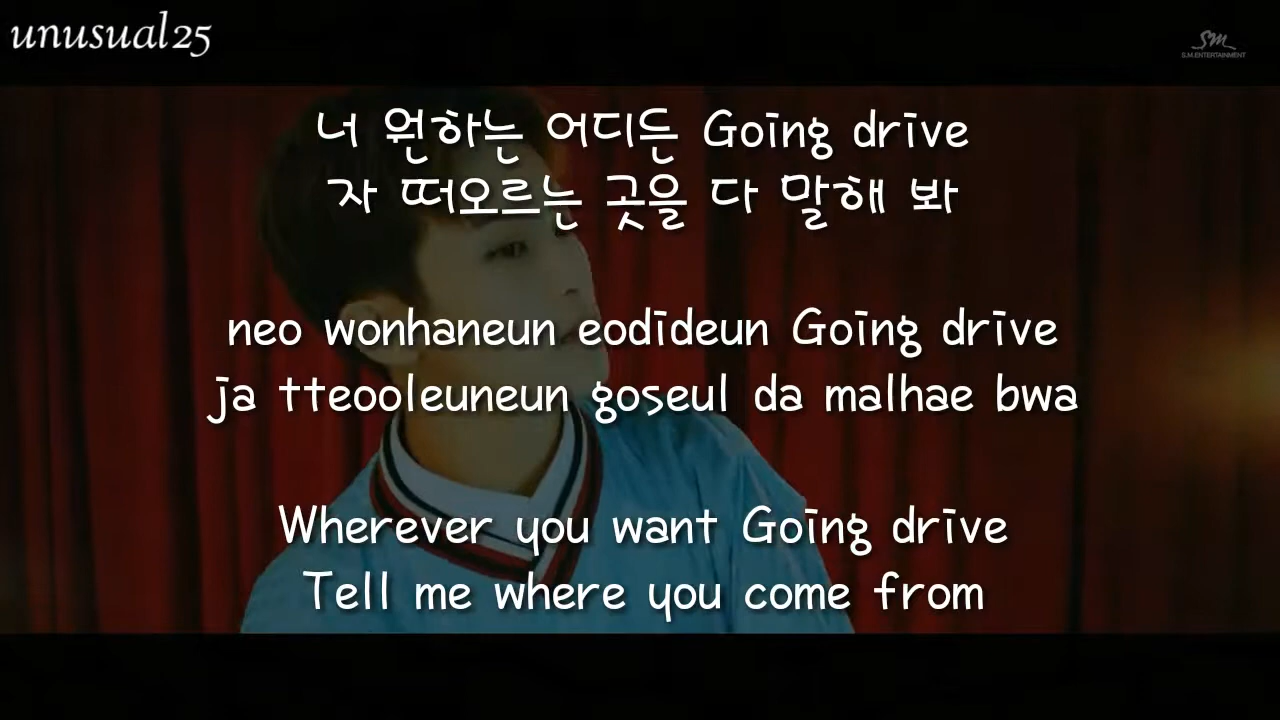 unusual25
SM
S.M.ENTERTAINMENT
너 원하는 어디든 Going drive
자 떠오르는 곳을 다 말해 봐
neo wonhaneun eodideun Going drive
ja tteooleuneun goseul da malhae bwa
Wherever you want Going drive
Tell me where you come from